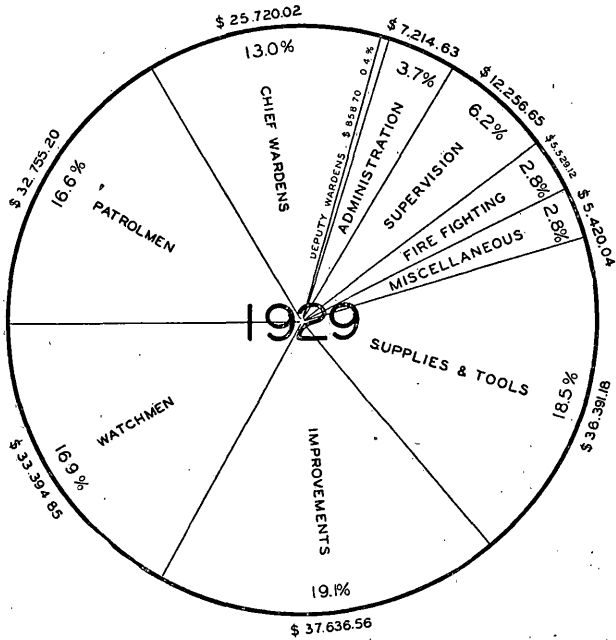 $ 25.720.02
13.0%
CHIEF WARDENS
DEPUTY WARDENS. $ 858 70 0.4%
$ 7,214.63
3.7%
ADMINISTRATION
$ 12,256.65
6.2%
SUPERVISION
$ 5,529.12
2.8%
FIRE FIGHTING
$ 5.420.04
2.8%
MISCELLANEOUS
1929
SUPPLIES & TOOLS
18.5%
$ 36.391.18
IMPROVEMENTS
19.1%
$ 37.636.56
WATCHMEN
16.9%
$ 33.394 85
PATROLMEN
16.6%
$ 32.755.20